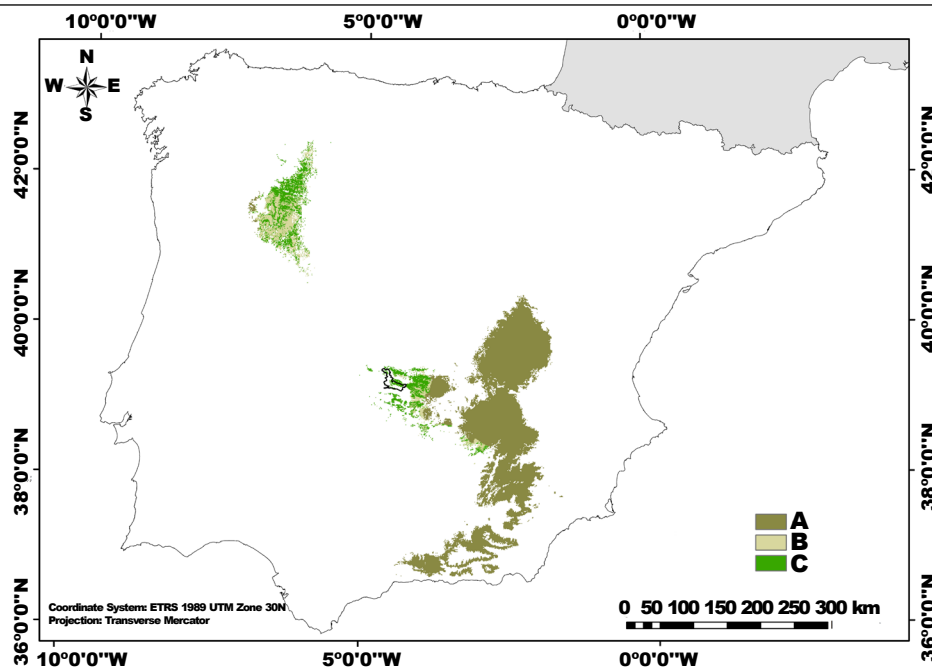 10°0'0''W 5°0'0''W 0°0'0''W
N
W E
S
42°0'0''N 42°0'0''N
40°0'0''N 40°0'0''N
38°0'0''N 38°0'0''N
36°0'0''N 36°0'0''N
A
B
C
Coordinate System: ETRS 1989 UTM Zone 30N
Projection: Transverse Mercator
0 50 100 150 200 250 300 km
10°0'0''W 5°0'0''W 0°0'0''W